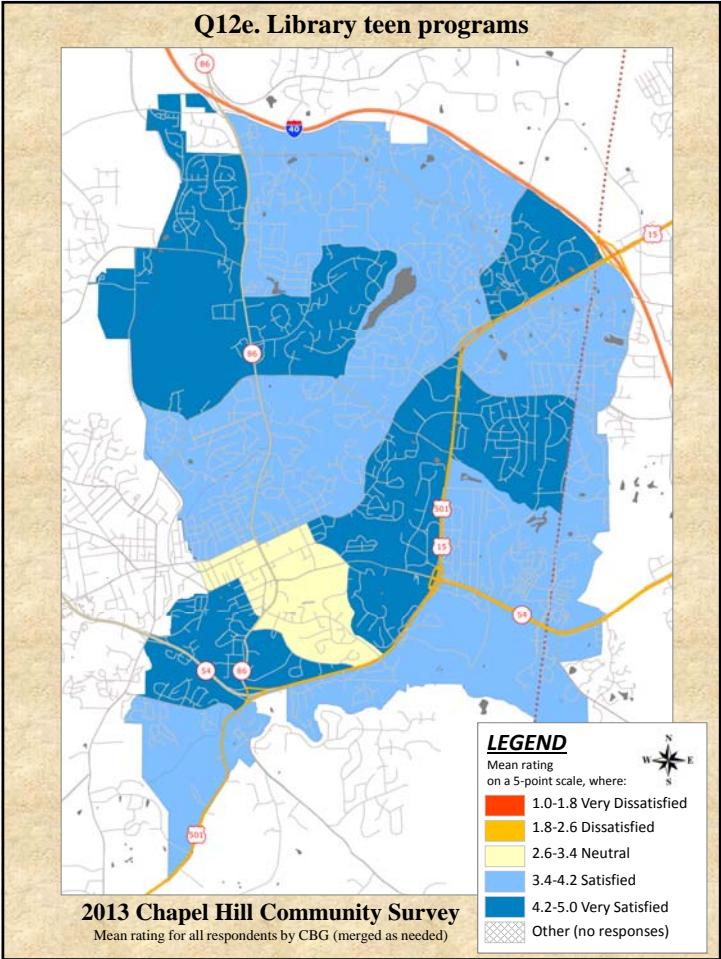 Q12e. Library teen programs
86
40
15
86
501
15
54
54
86
501
LEGEND
N
W E
S
Mean rating
on a 5-point scale, where:
1.0-1.8 Very Dissatisfied
1.8-2.6 Dissatisfied
2.6-3.4 Neutral
3.4-4.2 Satisfied
4.2-5.0 Very Satisfied
Other (no responses)
2013 Chapel Hill Community Survey
Mean rating for all respondents by CBG (merged as needed)